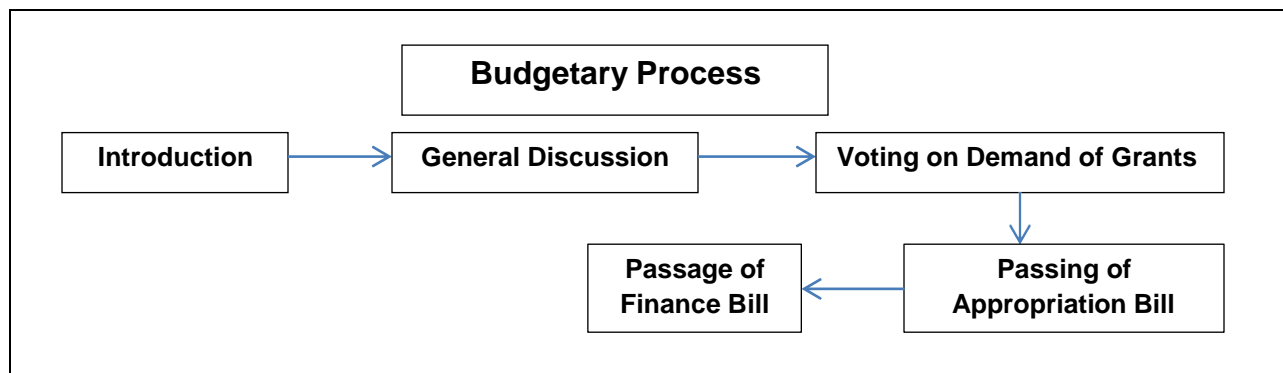 Budgetary Process
Introduction
General Discussion
Voting on Demand of Grants
Passage of
Finance Bill
Passing of
Appropriation Bill